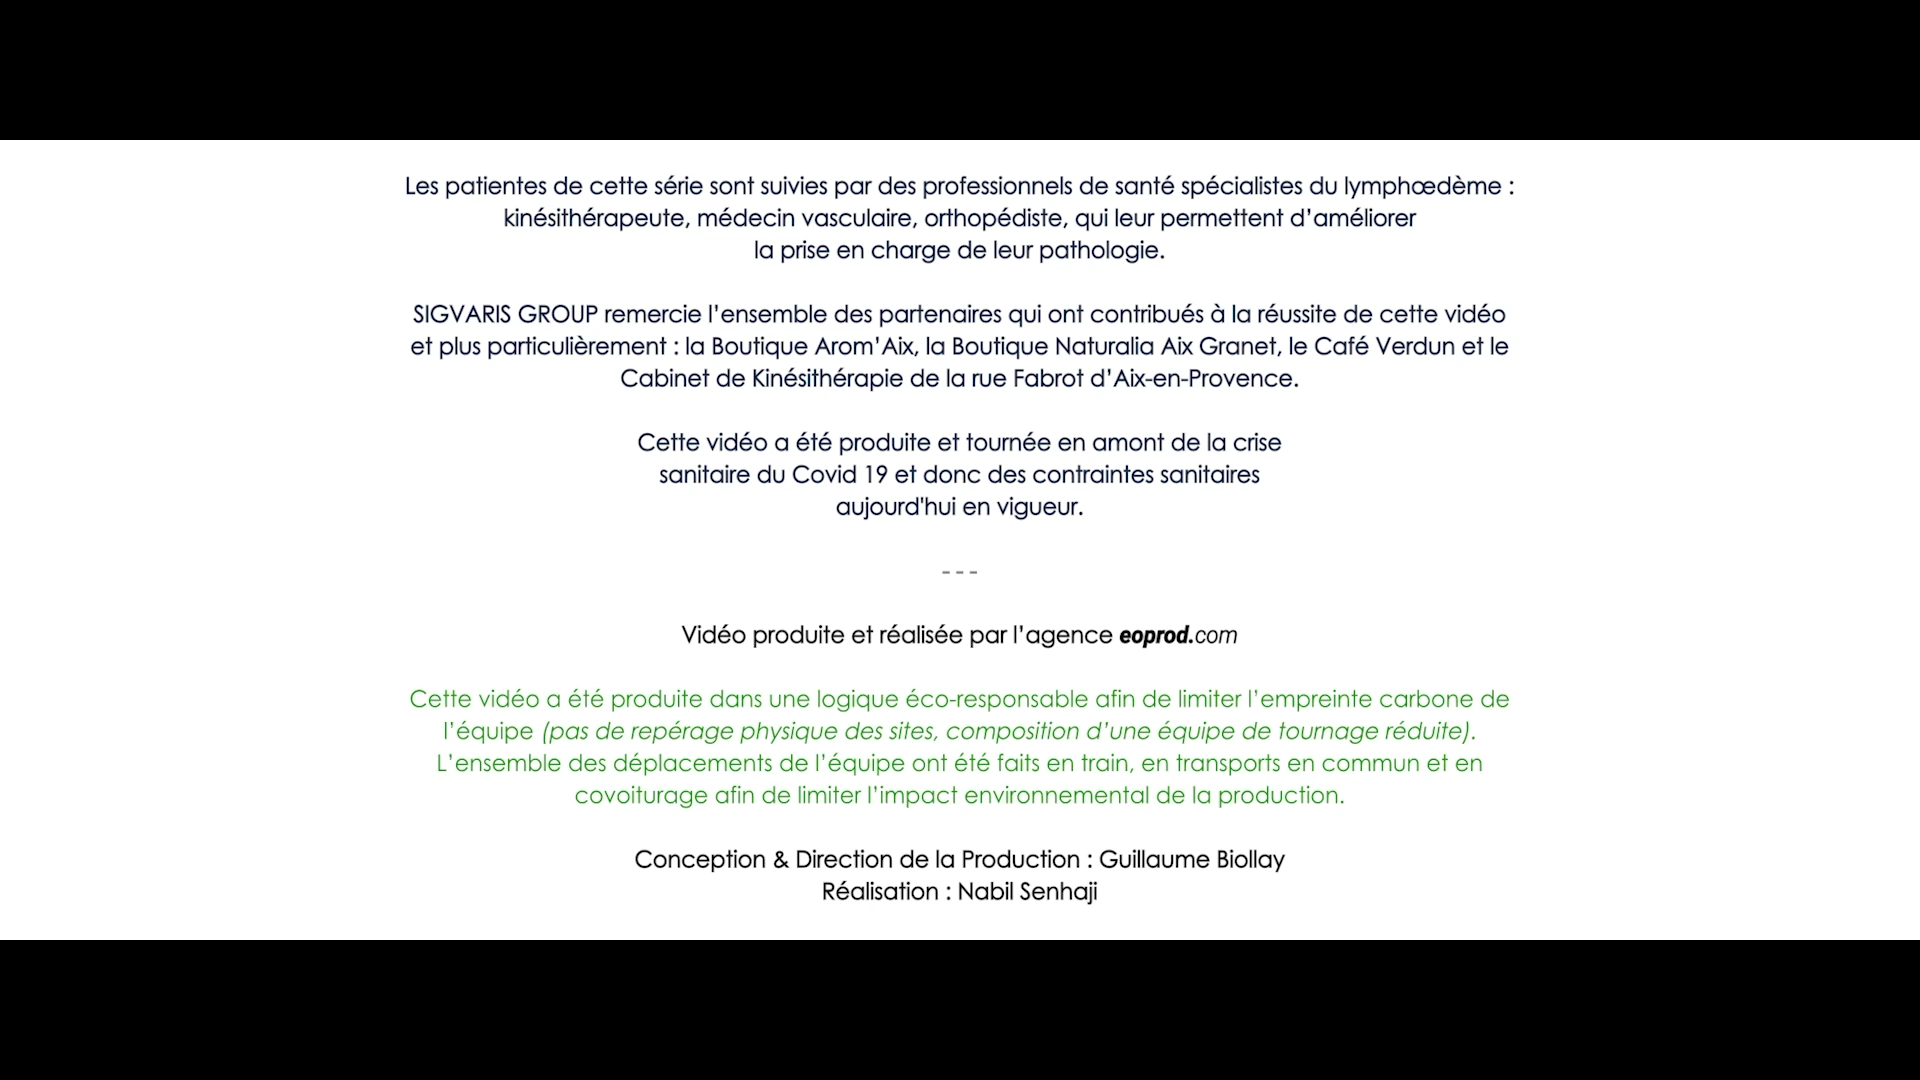 Les patientes de cette série sont suivies par des professionnels de santé spécialistes du lymphœdème :
kinésithérapeute, médecin vasculaire, orthopédiste, qui leur permettent d’améliorer
la prise en charge de leur pathologie.
SIGVARIS GROUP remercie l’ensemble des partenaires qui ont contribués à la réussite de cette vidéo
et plus particulièrement : la Boutique Arom’Aix, la Boutique Naturalia Aix Granet, le Café Verdun et le
Cabinet de Kinésithérapie de la rue Fabrot d’Aix-en-Provence.
Cette vidéo a été produite et tournée en amont de la crise
sanitaire du Covid 19 et donc des contraintes sanitaires
aujourd'hui en vigueur.
---
Vidéo produite et réalisée par l’agence eoprod.com
Cette vidéo a été produite dans une logique éco-responsable afin de limiter l’empreinte carbone de
l’équipe (pas de repérage physique des sites, composition d’une équipe de tournage réduite).
L’ensemble des déplacements de l’équipe ont été faits en train, en transports en commun et en
covoiturage afin de limiter l’impact environnemental de la production.
Conception & Direction de la Production : Guillaume Biollay
Réalisation : Nabil Senhaji